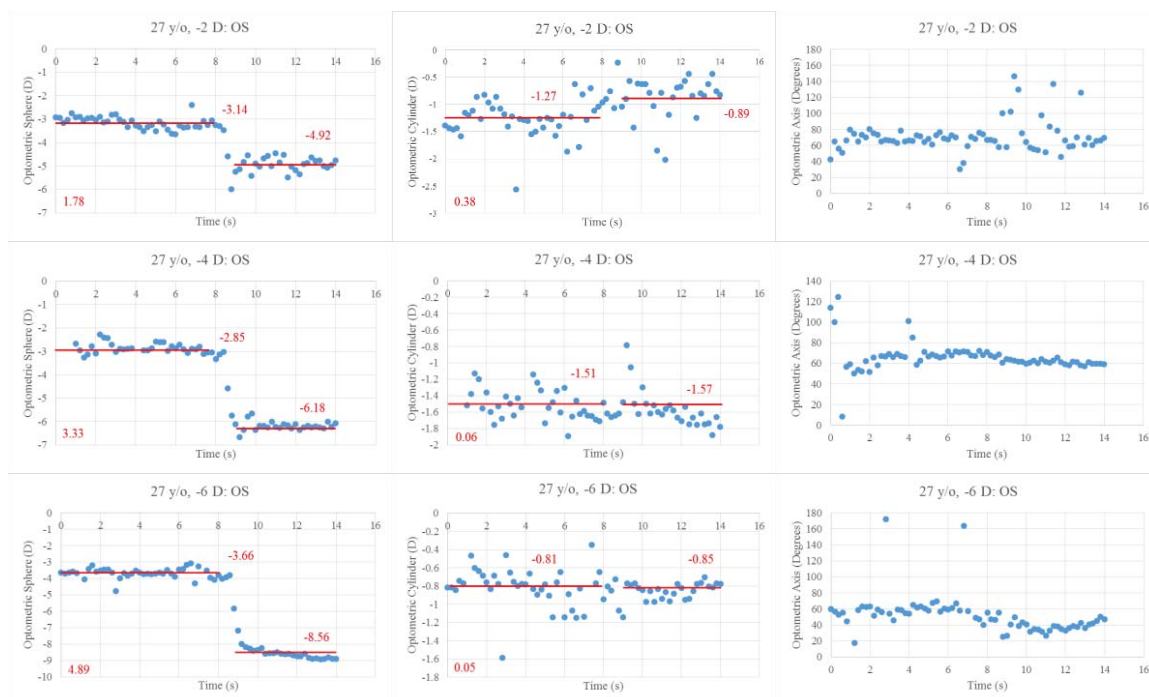 27 y/o, -2 D: OS
0
0 2 4 6 8 10 12 14 16
-1
-2
-3
-4
-5
-6
-7
Optometric Sphere (D)
-3.14
-4.92
1.78
Time (s)
27 y/o, -2 D: OS
0
0 2 4 6 8 10 12 14 16
-0.5
-1
-1.5
-2
-2.5
-3
Optometric Cylinder (D)
-1.27
-0.89
0.38
Time (s)
27 y/o, -2 D: OS
180
160
140
120
100
80
60
40
20
0
0 2 4 6 8 10 12 14 16
Optometric Axis (Degrees)
Time (s)
27 y/o, -4 D: OS
0
0 2 4 6 8 10 12 14 16
-1
-2
-3
-4
-5
-6
-7
Optometric Sphere (D)
-2.85
-6.18
3.33
Time (s)
27 y/o, -4 D: OS
0
0 2 4 6 8 10 12 14 16
-0.2
-0.4
-0.6
-0.8
-1
-1.2
-1.4
-1.6
-1.8
-2
Optometric Cylinder (D)
-1.51
-1.57
0.06
Time (s)
27 y/o, -4 D: OS
140
120
100
80
60
40
20
0
0 2 4 6 8 10 12 14 16
Optometric Axis (Degrees)
Time (s)
27 y/o, -6 D: OS
0
0 2 4 6 8 10 12 14 16
-1
-2
-3
-4
-5
-6
-7
-8
-9
-10
Optometric Sphere (D)
-3.66
-8.56
4.89
Time (s)
27 y/o, -6 D: OS
0
0 2 4 6 8 10 12 14 16
-0.2
-0.4
-0.6
-0.8
-1
-1.2
-1.4
-1.6
-1.8
Optometric Cylinder (D)
-0.81
-0.85
0.05
Time (s)
27 y/o, -6 D: OS
180
160
140
120
100
80
60
40
20
0
0 2 4 6 8 10 12 14 16
Optometric Axis (Degrees)
Time (s)